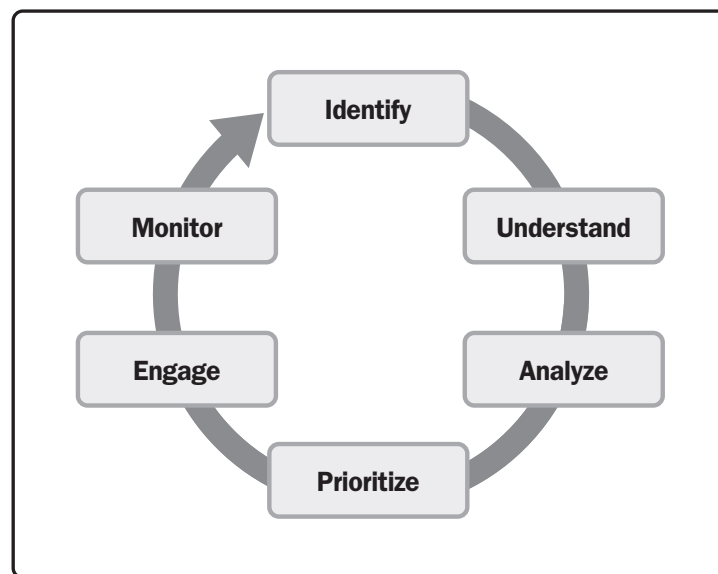 Identify
Understand
Analyze
Prioritize
Engage
Monitor